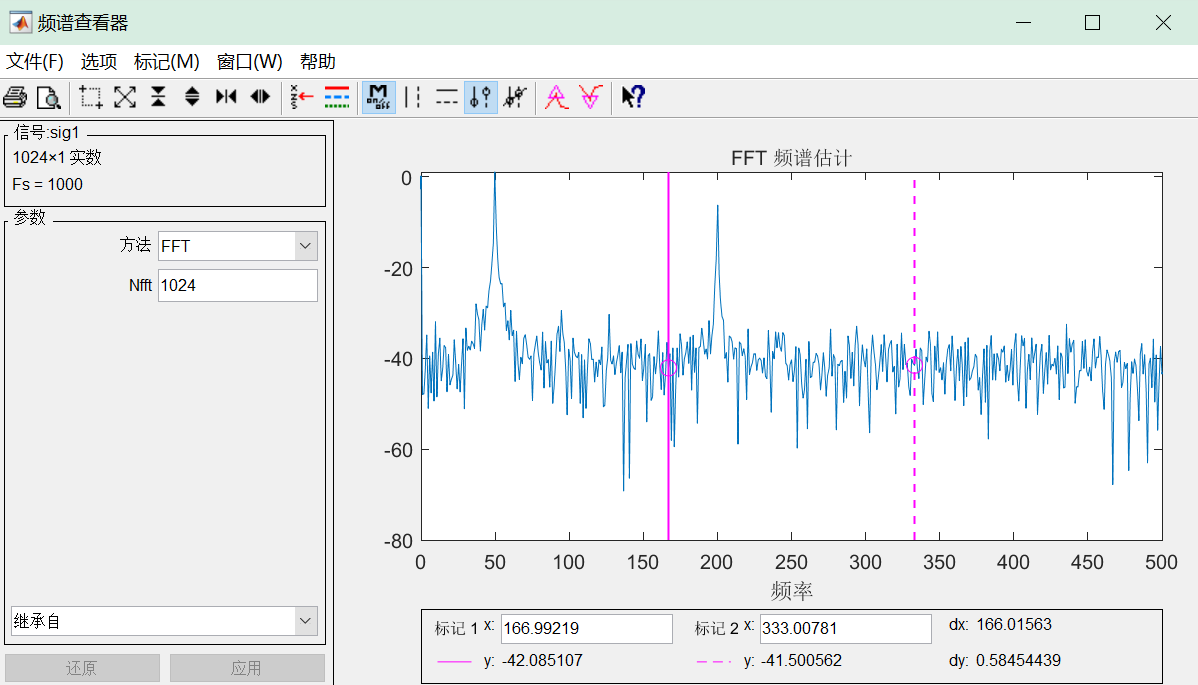 频谱查看器
文件(F) 选项 标记(M) 窗口(W) 帮助
M
on/off
信号:sig1
1024×1 实数
Fs = 1000
参数
方法 FFT
Nfft 1024
继承自
还原 应用
FFT 频谱估计
0
-20
-40
-60
-80
0 50 100 150 200 250 300 350 400 450 500
频率
标记 1 x: 166.99219 标记 2 x: 333.00781 dx: 166.01563
y: -42.085107 y: -41.500562 dy: 0.58454439